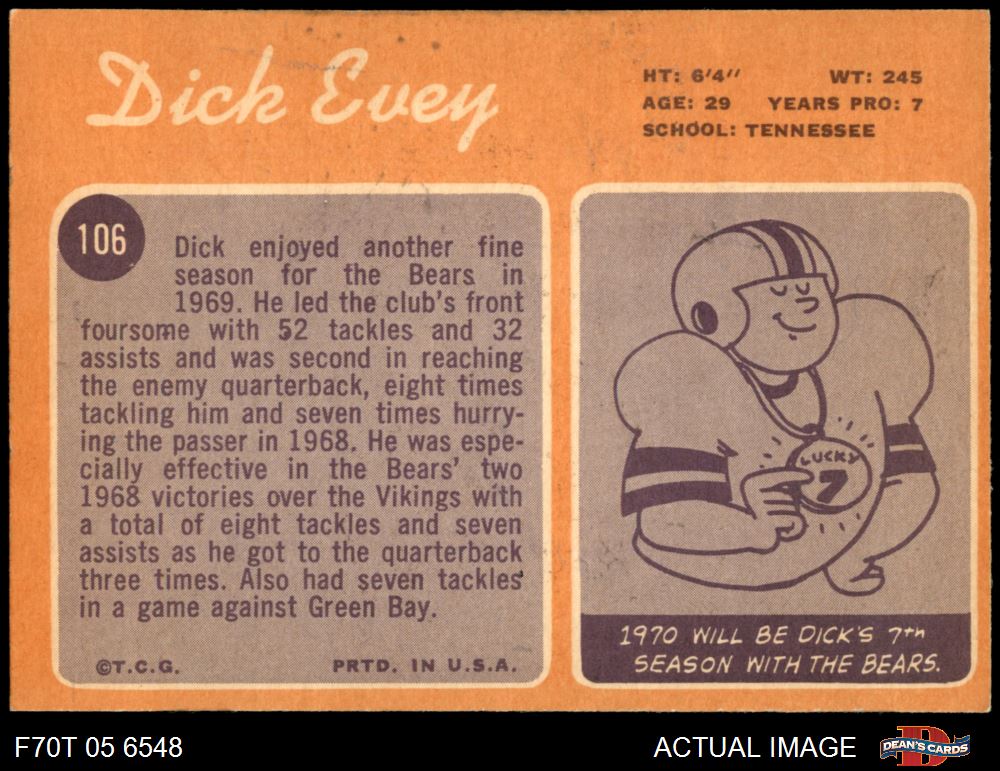 Dick Evey
HT: 6'4" WT: 245
AGE: 29 YEARS PRO: 7
SCHOOL: TENNESSEE
106
Dick enjoyed another fine
season for the Bears in
1969. He led the club's front
foursome with 52 tackles and 32
assists and was second in reaching
the enemy quarterback, eight times
tackling him and seven times hurry-
ing the passer in 1968. He was espe-
cially effective in the Bears' two
1968 victories over the Vikings with
a total of eight tackles and seven
assists as he got to the quarterback
three times. Also had seven tackles
in a game against Green Bay.
©T.C.G. PRTD. IN U.S.A.
LUCKY
7
1970 WILL BE DICK'S 7th
SEASON WITH THE BEARS.
F70T 05 6548 ACTUAL IMAGE DEAN'S CARDS